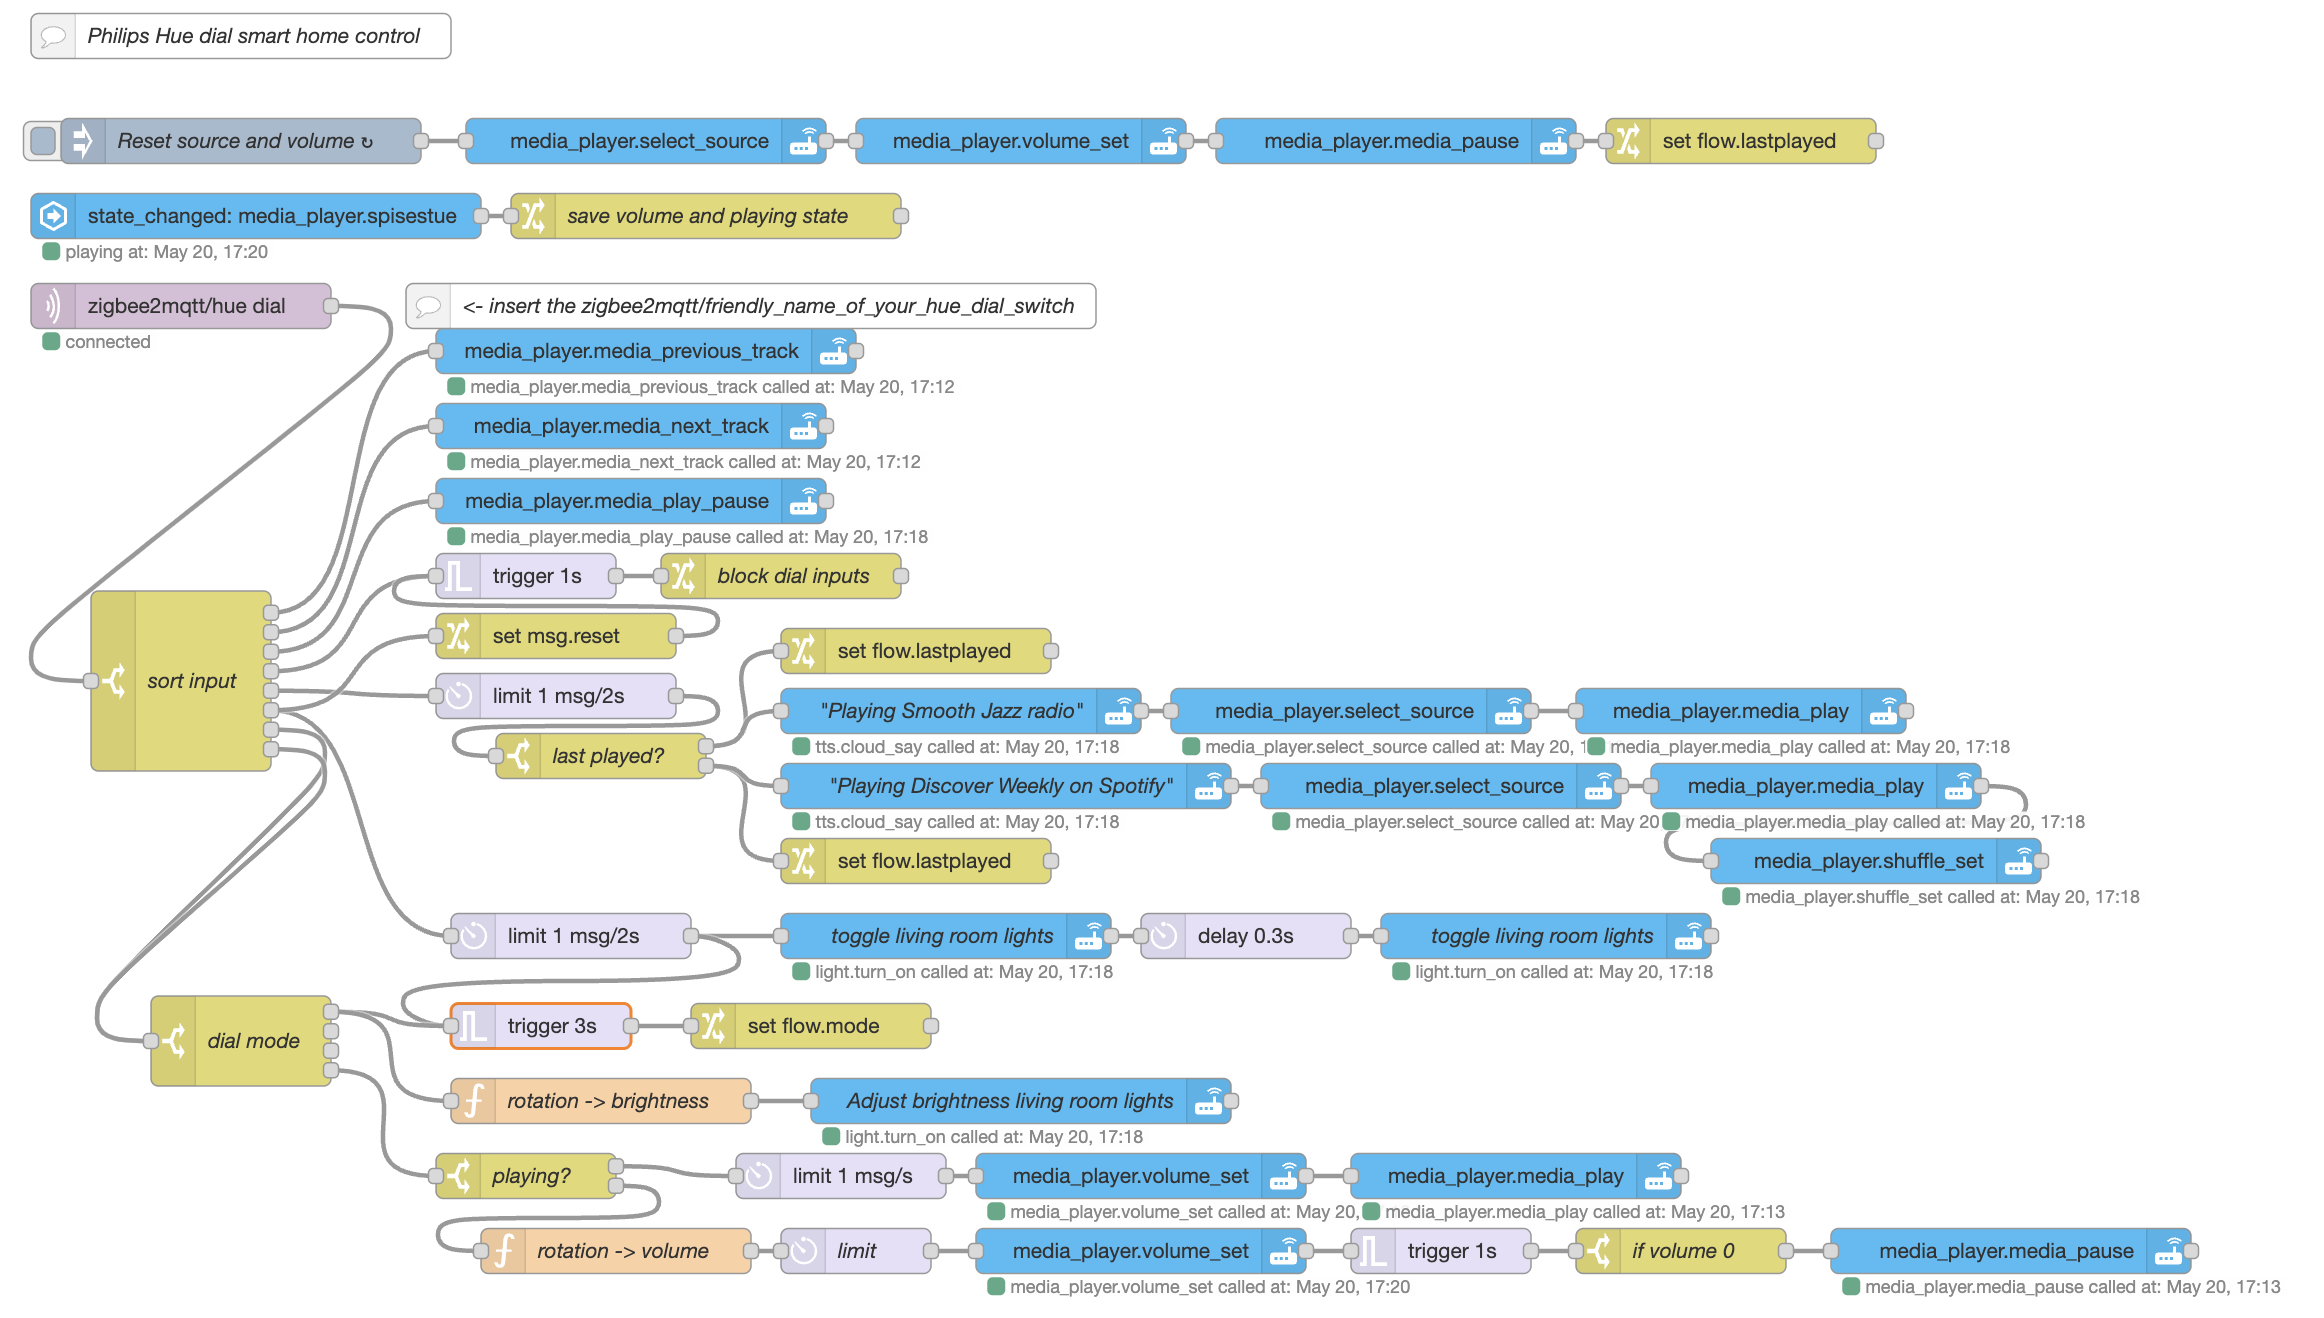 Philips Hue dial smart home control
Reset source and volume ↻
media_player.select_source
media_player.volume_set
media_player.media_pause
set flow.lastplayed
state_changed: media_player.spisestue
save volume and playing state
playing at: May 20, 17:20
zigbee2mqtt/hue dial
<- insert the zigbee2mqtt/friendly_name_of_your_hue_dial_switch
connected
media_player.media_previous_track
media_player.media_previous_track called at: May 20, 17:12
media_player.media_next_track
media_player.media_next_track called at: May 20, 17:12
media_player.media_play_pause
media_player.media_play_pause called at: May 20, 17:18
trigger 1s
block dial inputs
set msg.reset
sort input
set flow.lastplayed
limit 1 msg/2s
"Playing Smooth Jazz radio"
media_player.select_source
media_player.media_play
tts.cloud_say called at: May 20, 17:18
media_player.select_source called at: May 20, 1
media_player.media_play called at: May 20, 17:18
last played?
"Playing Discover Weekly on Spotify"
media_player.select_source
media_player.media_play
tts.cloud_say called at: May 20, 17:18
media_player.select_source called at: May 20
media_player.media_play called at: May 20, 17:18
set flow.lastplayed
media_player.shuffle_set
media_player.shuffle_set called at: May 20, 17:18
limit 1 msg/2s
toggle living room lights
delay 0.3s
toggle living room lights
light.turn_on called at: May 20, 17:18
light.turn_on called at: May 20, 17:18
dial mode
trigger 3s
set flow.mode
rotation -> brightness
Adjust brightness living room lights
light.turn_on called at: May 20, 17:18
playing?
limit 1 msg/s
media_player.volume_set
media_player.media_play
media_player.volume_set called at: May 20,
media_player.media_play called at: May 20, 17:13
rotation -> volume
limit
media_player.volume_set
trigger 1s
if volume 0
media_player.media_pause
media_player.volume_set called at: May 20, 17:20
media_player.media_pause called at: May 20, 17:13